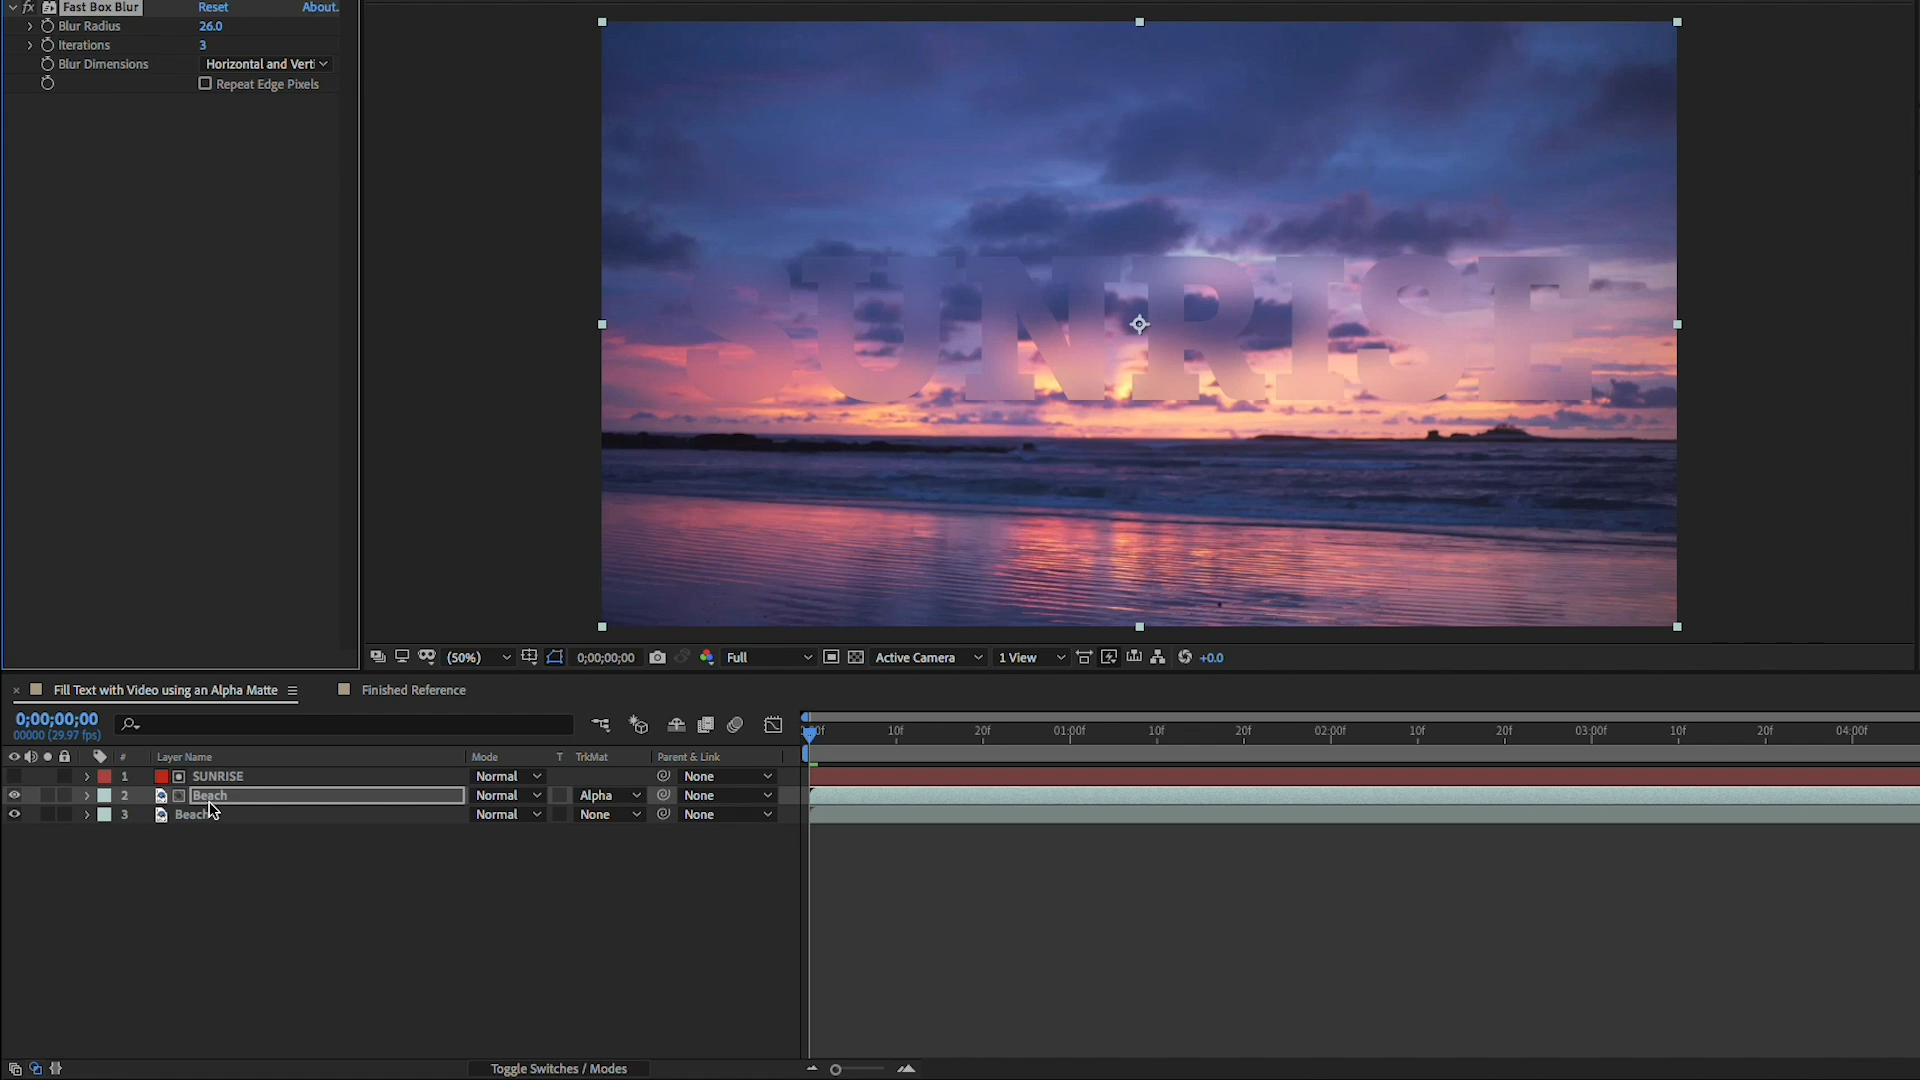 Fast Box Blur Reset About.
Blur Radius 26.0
Iterations 3
Blur Dimensions Horizontal and Verti
Repeat Edge Pixels
SUNRISE
(50%) 0;00;00;00 Full Active Camera 1 View +0.0
× Fill Text with Video using an Alpha Matte Finished Reference
0;00;00;00
00000 (29.97 fps)
00f 10f 20f 01:00f 10f 20f 02:00f 10f 20f 03:00f 10f 20f 04:00f
# Layer Name Mode T TrkMat Parent & Link
1 SUNRISE Normal None
2 Beach Normal Alpha None
3 Beach Normal None None
Toggle Switches / Modes